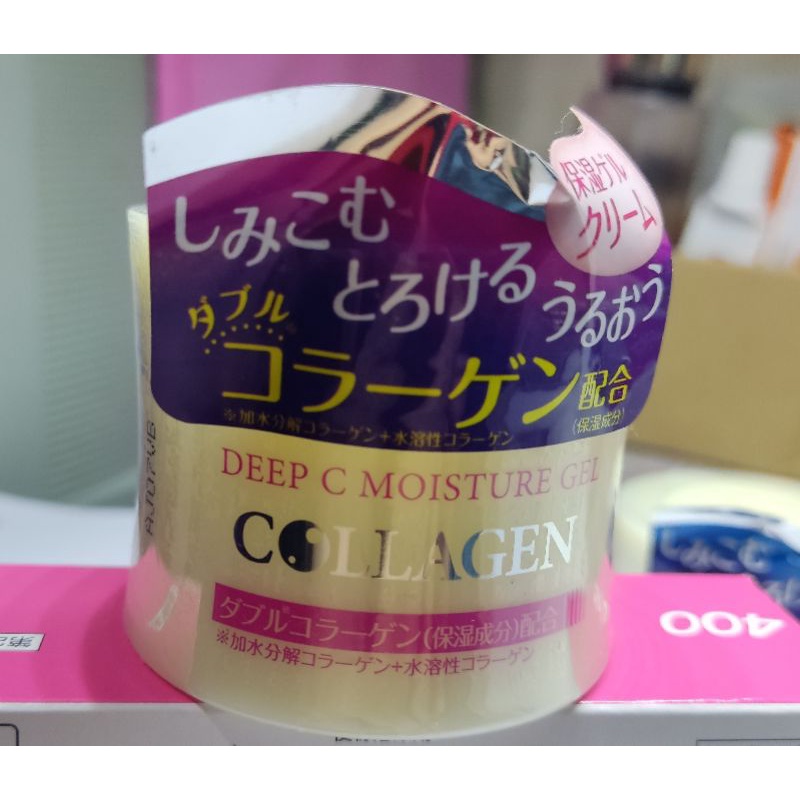 保湿ゲル
クリーム
しみこむ
とろける
うるおう
ダブル※
コラーゲン配合
(保湿成分)
※加水分解コラーゲン+水溶性コラーゲン
DEEP C MOISTURE GEL
COLLAGEN
ダブル※コラーゲン(保湿成分)配合
※加水分解コラーゲン+水溶性コラーゲン
しみこむ
400